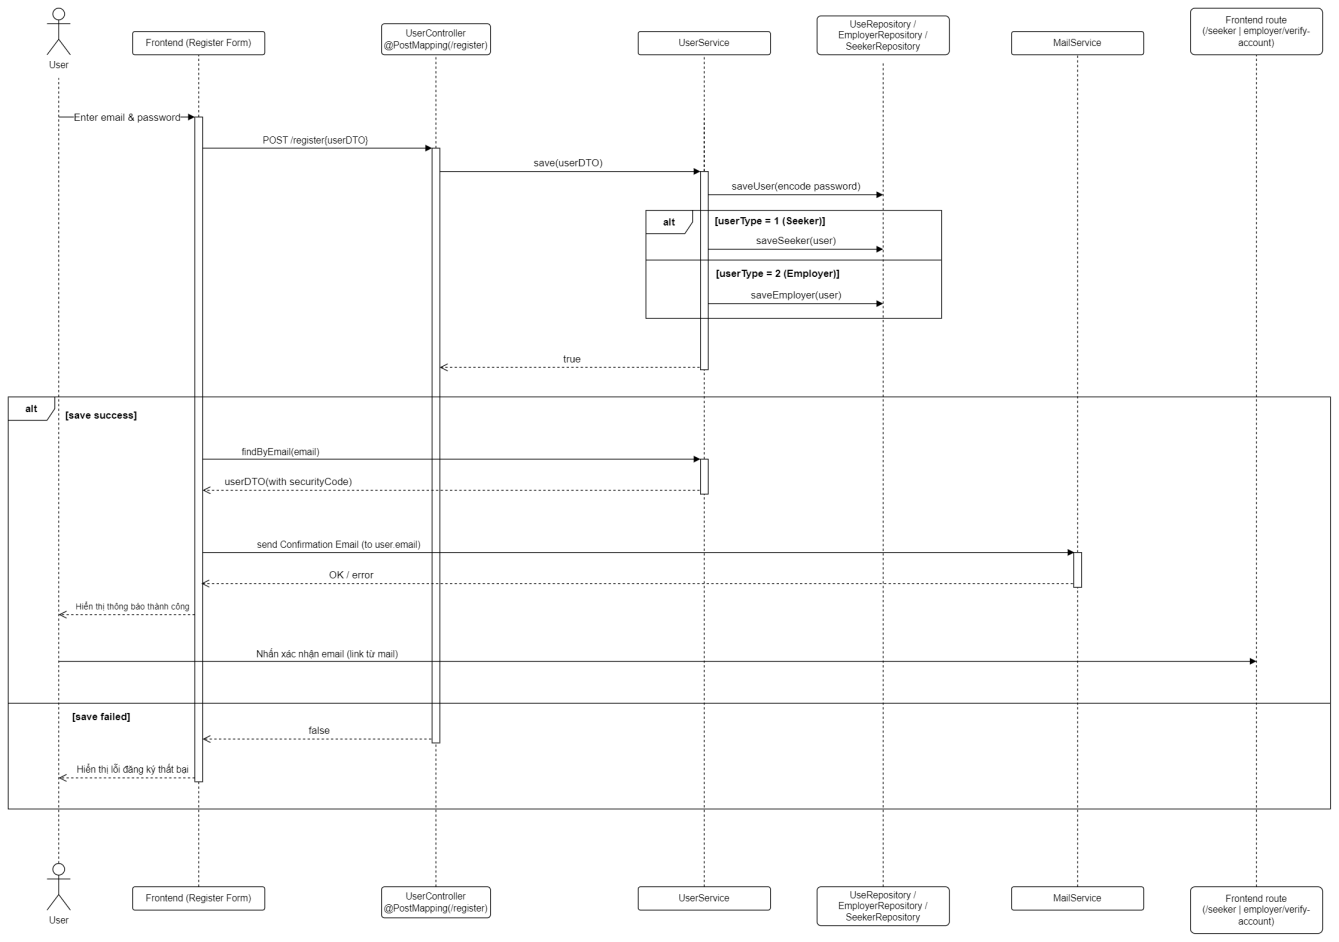 User
Frontend (Register Form)
UserController
@PostMapping(/register)
UserService
UseRepository /
EmployerRepository /
SeekerRepository
MailService
Frontend route
(/seeker | employer/verify-
account)
Enter email & password
POST /register{userDTO}
save(userDTO)
saveUser(encode password)
alt
[userType = 1 (Seeker)]
saveSeeker(user)
[userType = 2 (Employer)]
saveEmployer(user)
true
alt
[save success]
findByEmail(email)
userDTO(with securityCode)
send Confirmation Email (to user.email)
OK / error
Hiển thị thông báo thành công
Nhấn xác nhận email (link từ mail)
[save failed]
false
Hiển thị lỗi đăng ký thất bại
User
Frontend (Register Form)
UserController
@PostMapping(/register)
UserService
UseRepository /
EmployerRepository /
SeekerRepository
MailService
Frontend route
(/seeker | employer/verify-
account)